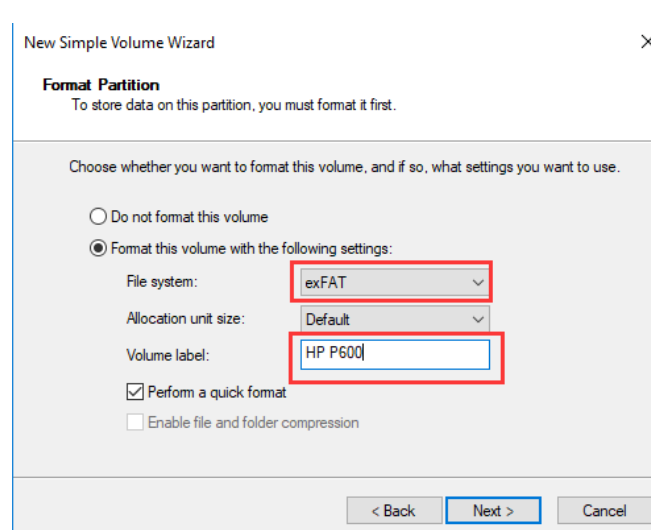 New Simple Volume Wizard
Format Partition
To store data on this partition, you must format it first.
Choose whether you want to format this volume, and if so, what settings you want to use.
Do not format this volume
Format this volume with the following settings:
File system: exFAT
Allocation unit size: Default
Volume label: HP P600
Perform a quick format
Enable file and folder compression
< Back Next > Cancel